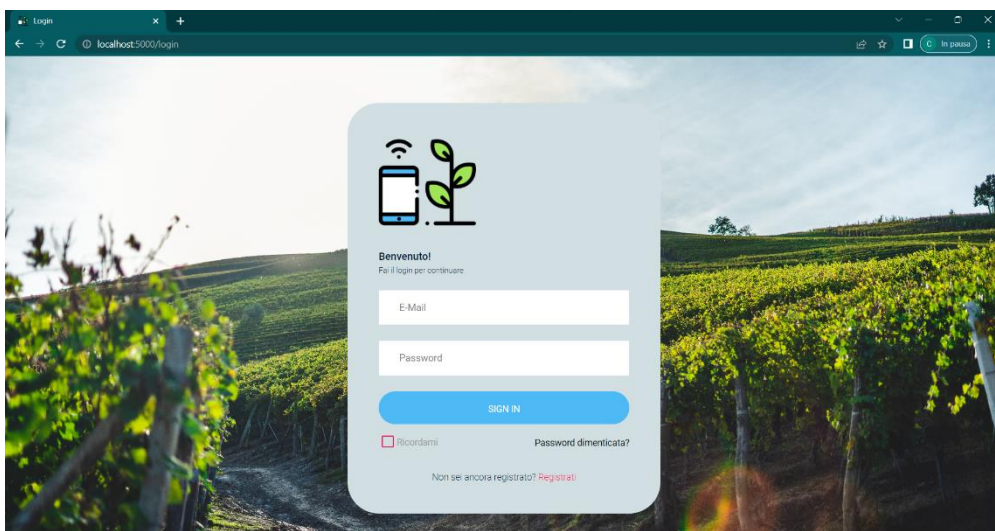 Login
localhost:5000/login
C In pausa
Benvenuto!
Fai il login per continuare
E-Mail
Password
SIGN IN
Ricordami
Password dimenticata?
Non sei ancora registrato? Registrati